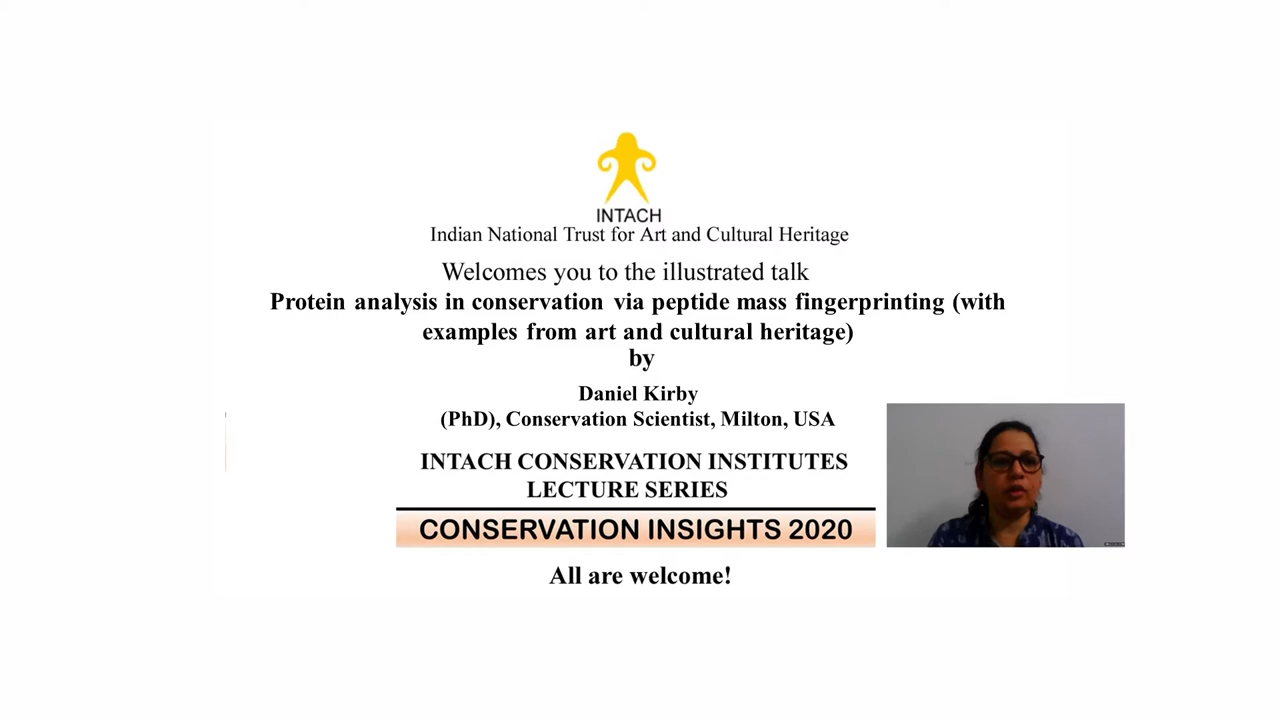 INTACH
Indian National Trust for Art and Cultural Heritage
Welcomes you to the illustrated talk
Protein analysis in conservation via peptide mass fingerprinting (with
examples from art and cultural heritage)
by
Daniel Kirby
(PhD), Conservation Scientist, Milton, USA
INTACH CONSERVATION INSTITUTES
LECTURE SERIES
CONSERVATION INSIGHTS 2020
All are welcome!